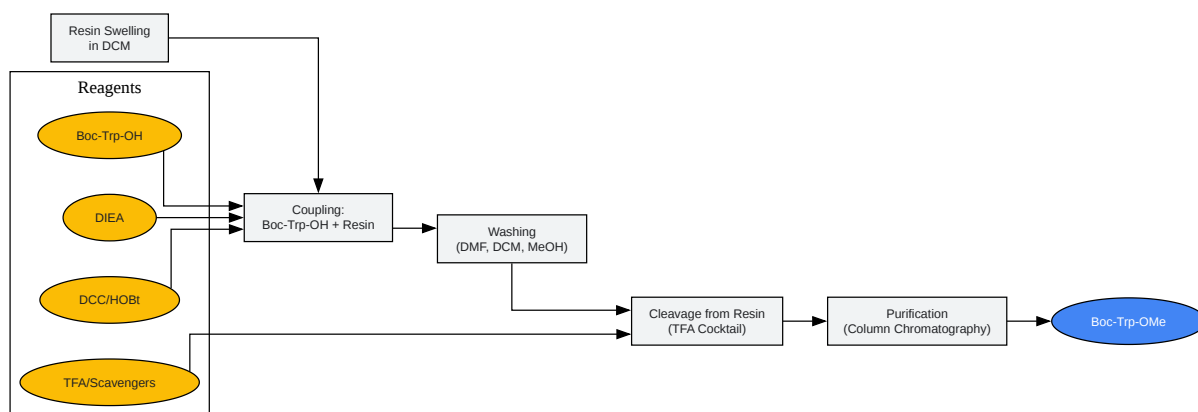 Resin Swelling
in DCM
Reagents
Boc-Trp-OH
DIEA
DCC/HOBt
TFA/Scavengers
Coupling:
Boc-Trp-OH + Resin
Washing
(DMF, DCM, MeOH)
Cleavage from Resin
(TFA Cocktail)
Purification
(Column Chromatography)
Boc-Trp-OMe